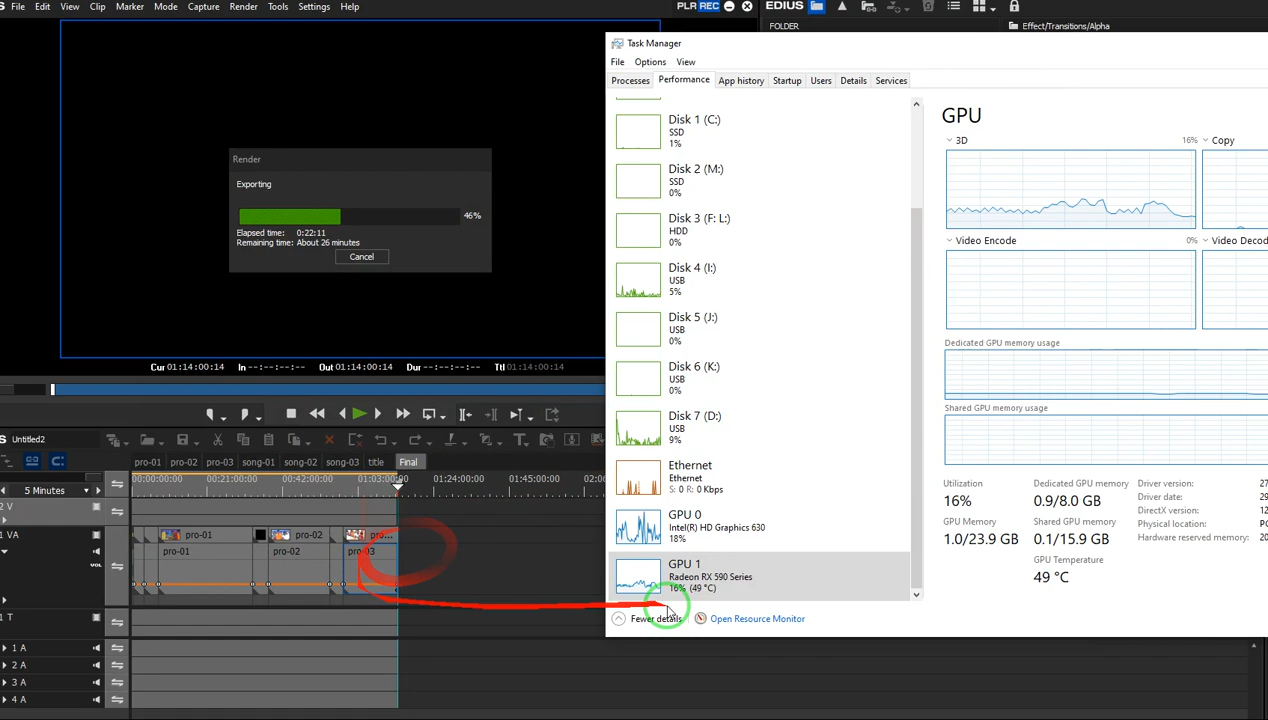 File Edit View Clip Marker Mode Capture Render Tools Settings Help
PLR REC
EDIUS
FOLDER
Effect/Transitions/Alpha
Render
Exporting
46%
Elapsed time: 0:22:11
Remaining time: About 26 minutes
Cancel
Cur 01:14:00:14 In --:--:--:-- Out 01:14:00:14 Dur --:--:--:-- Ttl 01:14:00:14
S Untitled2
pro-01 pro-02 pro-03 song-01 song-02 song-03 title Final
5 Minutes
00:00:00:00 00:21:00:00 00:42:00:00 01:03:00:00 01:24:00:00 01:45:00:00 02:06
2 V
1 VA
pro-01 pro-02 pro...
pro-01 pro-02 pro-03
VOL
1 T
1 A
2 A
3 A
4 A
Task Manager
File Options View
Processes Performance App history Startup Users Details Services
Disk 1 (C:)
SSD
1%
Disk 2 (M:)
SSD
0%
Disk 3 (F: L:)
HDD
0%
Disk 4 (I:)
5%
Disk 5 (J:)
USB
0%
Disk 6 (K:)
USB
0%
Disk 7 (D:)
USB
9%
Ethernet
Ethernet
S: 0 R: 0 Kbps
GPU 0
Intel(R) HD Graphics 630
18%
GPU 1
Radeon RX 590 Series
16% (49 °C)
Fewer details
Open Resource Monitor
GPU
3D 16% Copy
Video Encode 0% Video Decod
Dedicated GPU memory usage
Shared GPU memory usage
Utilization
16%
Dedicated GPU memory
0.9/8.0 GB
Driver version: 27
Driver date: 29
DirectX version: 12
Physical location:
Hardware reserved memory:
GPU Memory
1.0/23.9 GB
Shared GPU memory
0.1/15.9 GB
GPU Temperature
49 °C